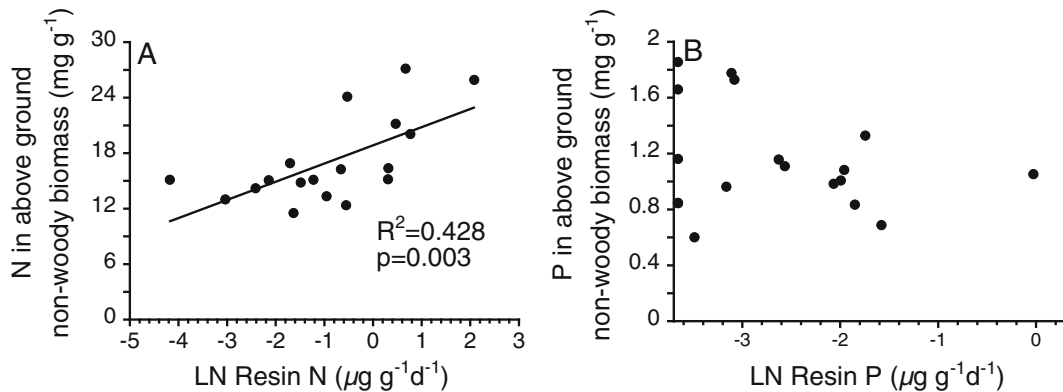 A
N in above ground
non-woody biomass (mg g⁻¹)
30
24
18
12
6
0
R²=0.428
p=0.003
-5 -4 -3 -2 -1 0 1 2 3
LN Resin N (µg g⁻¹d⁻¹)
B
P in above ground
non-woody biomass (mg g⁻¹)
2
1.6
1.2
0.8
0.4
0
-3 -2 -1 0
LN Resin P (µg g⁻¹d⁻¹)